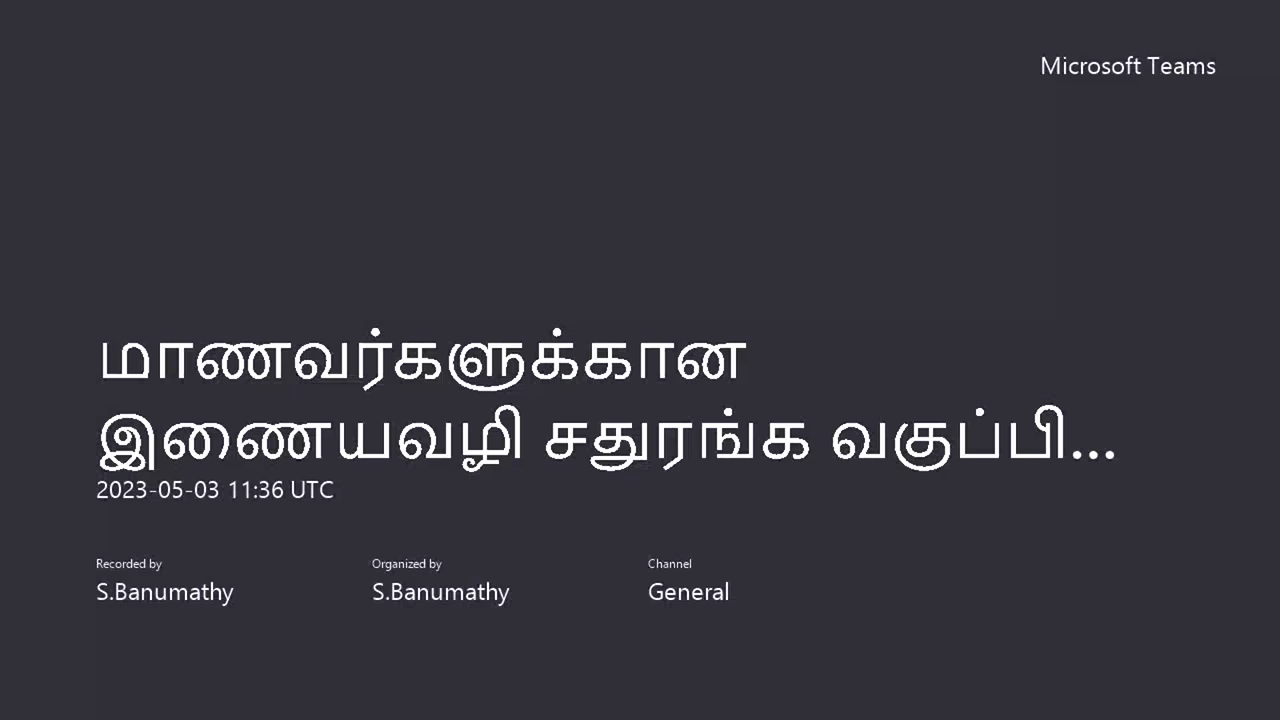 Microsoft Teams
மாணவர்களுக்கான
இணையவழி சதுரங்க வகுப்பி...
2023-05-03 11:36 UTC
Recorded by Organized by Channel
S.Banumathy S.Banumathy General